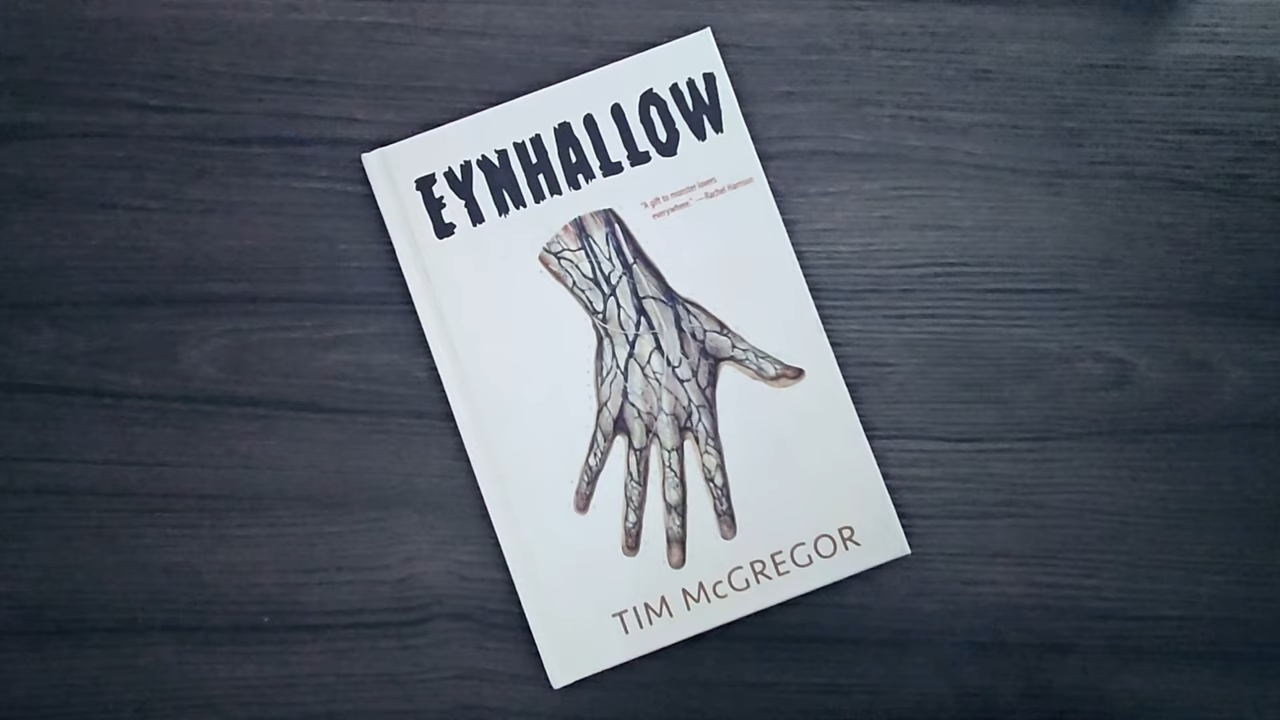 EYNHALLOW
"A gift to monster lovers
everywhere." —Rachel Harrison
TIM McGREGOR